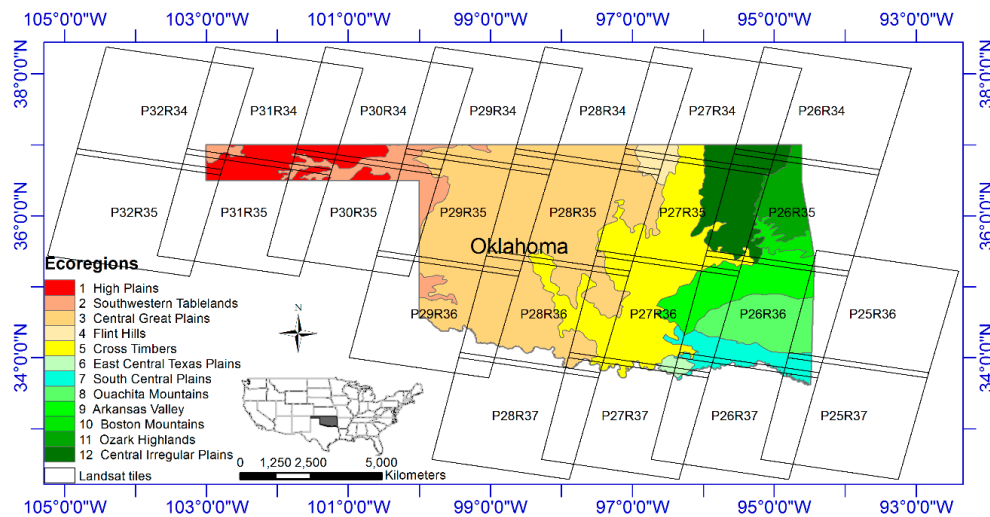 105°0'0"W 103°0'0"W 101°0'0"W 99°0'0"W 97°0'0"W 95°0'0"W 93°0'0"W
38°0'0"N 38°0'0"N
P32R34 P31R34 P30R34 P29R34 P28R34 P27R34 P26R34
36°0'0"N 36°0'0"N
P32R35 P31R35 P30R35 P29R35 P28R35 P27R35 P26R35
Oklahoma
P29R36 P28R36 P27R36 P26R36 P25R36
34°0'0"N 34°0'0"N
P28R37 P27R37 P26R37 P25R37
Ecoregions
1 High Plains
2 Southwestern Tablelands
3 Central Great Plains
4 Flint Hills
5 Cross Timbers
6 East Central Texas Plains
7 South Central Plains
8 Ouachita Mountains
9 Arkansas Valley
10 Boston Mountains
11 Ozark Highlands
12 Central Irregular Plains
Landsat tiles
N
0 1,250 2,500 5,000
Kilometers
105°0'0"W 103°0'0"W 101°0'0"W 99°0'0"W 97°0'0"W 95°0'0"W 93°0'0"W